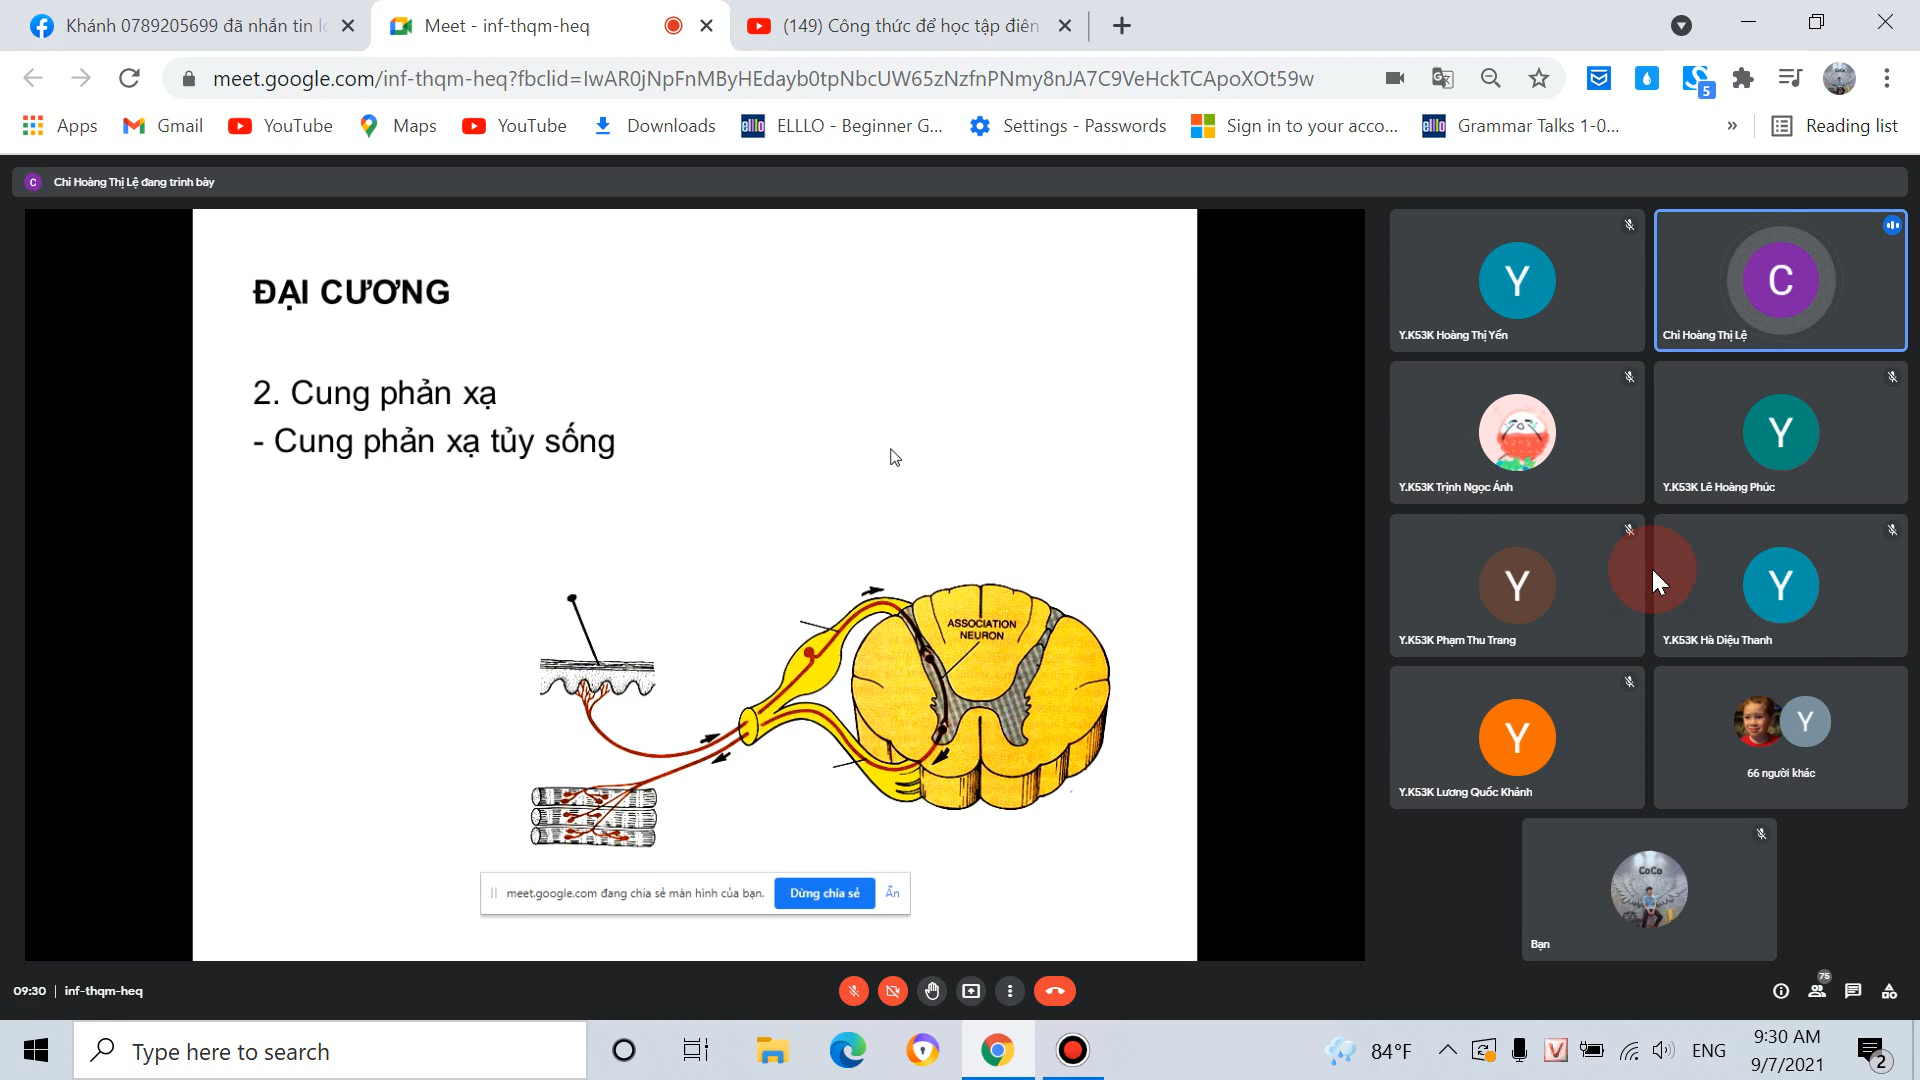 Khánh 0789205699 đã nhắn tin l
Meet - inf-thqm-heq
(149) Công thức để học tập điên
meet.google.com/inf-thqm-heq?fbclid=IwAR0jNpFnMByHEdayb0tpNbcUW65zNzfnPNmy8nJA7C9VeHckTCApoXOt59w
5
Apps
Gmail
YouTube
Maps
YouTube
Downloads
elllo
ELLLO - Beginner G...
Settings - Passwords
Sign in to your acco...
elllo
Grammar Talks 1-0...
»
Reading list
C
Chi Hoàng Thị Lệ đang trình bày
ĐẠI CƯƠNG
2. Cung phản xạ
- Cung phản xạ tủy sống
ASSOCIATION
NEURON
meet.google.com đang chia sẻ màn hình của bạn.
Dừng chia sẻ
Ẩn
Y
Y.K53K Hoàng Thị Yến
C
Chi Hoàng Thị Lệ
Y.K53K Trịnh Ngọc Ánh
Y
Y.K53K Lê Hoàng Phúc
Y
Y.K53K Phạm Thu Trang
Y
Y.K53K Hà Diệu Thanh
Y
Y.K53K Lương Quốc Khánh
Y
66 người khác
CoCo
Bạn
09:30 | inf-thqm-heq
75
Type here to search
84°F
V
ENG
9:30 AM
9/7/2021
2